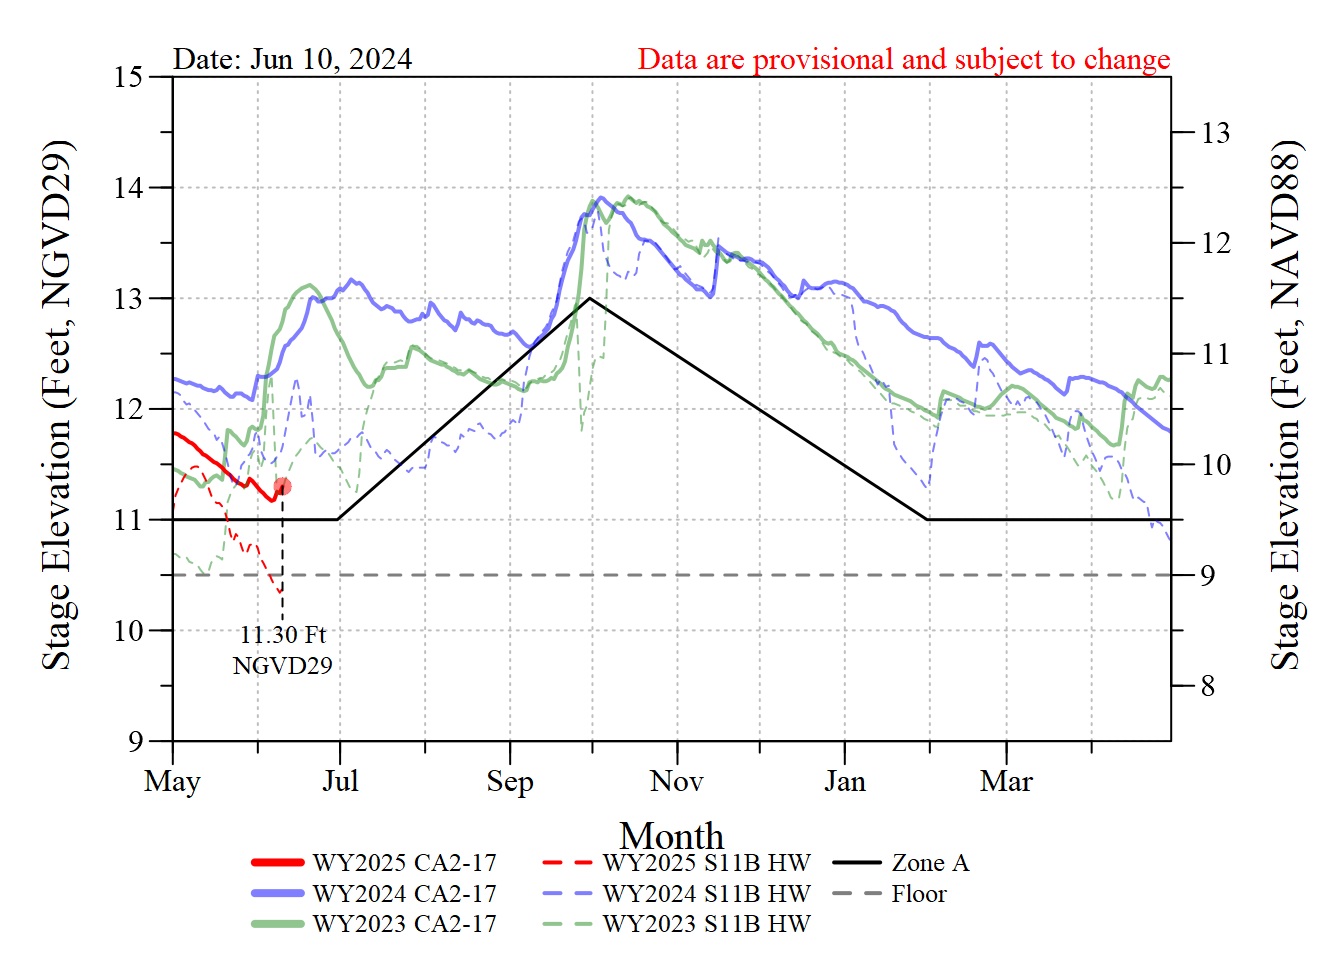 Date: Jun 10, 2024
Data are provisional and subject to change
15
14
13
12
11
10
9
Stage Elevation (Feet, NGVD29)
13
12
11
10
9
8
Stage Elevation (Feet, NAVD88)
11.30 Ft
NGVD29
May Jul Sep Nov Jan Mar
Month
WY2025 CA2-17 WY2025 S11B HW Zone A
WY2024 CA2-17 WY2024 S11B HW Floor
WY2023 CA2-17 WY2023 S11B HW